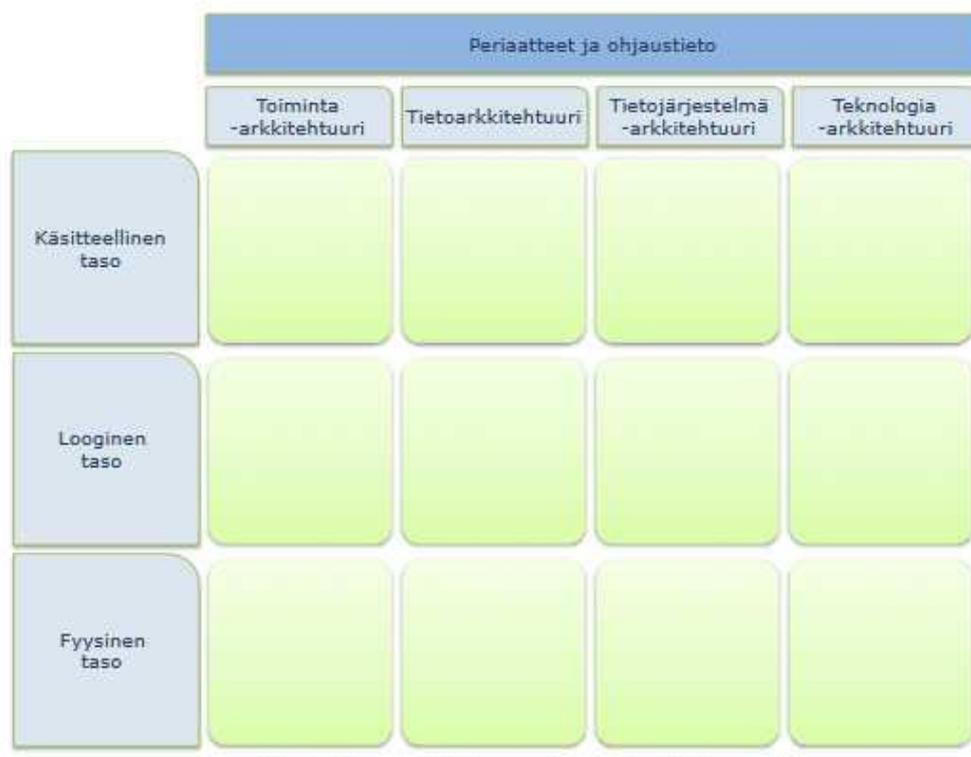 Periaatteet ja ohjaustieto
Toiminta
-arkkitehtuuri
Tietoarkkitehtuuri
Tietojärjestelmä
-arkkitehtuuri
Teknologia
-arkkitehtuuri
Käsitteellinen
taso
Looginen
taso
Fyysinen
taso